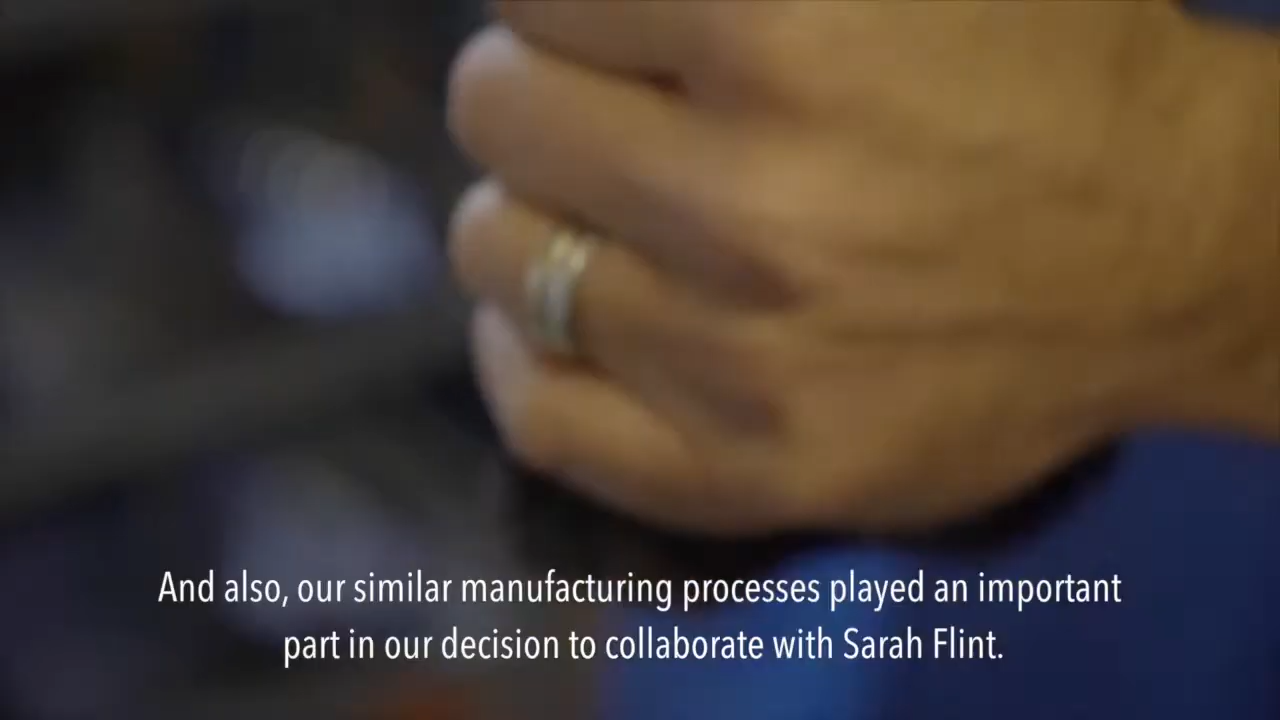 And also, our similar manufacturing processes played an important
part in our decision to collaborate with Sarah Flint.